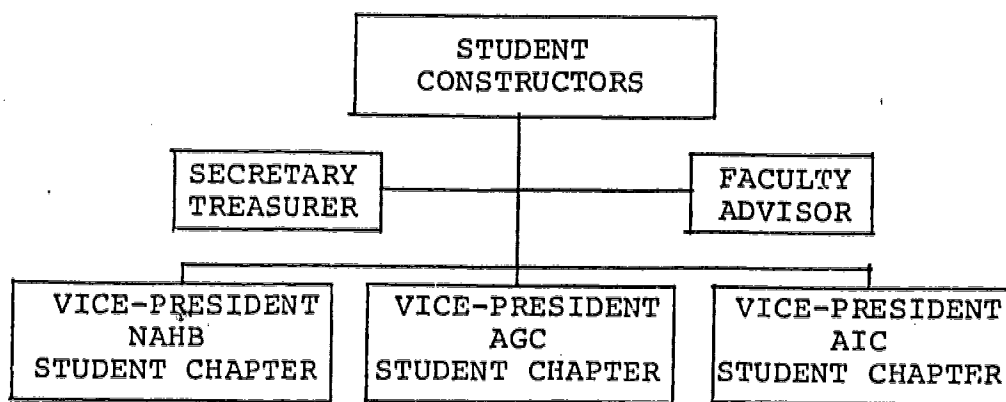 STUDENT
CONSTRUCTORS
SECRETARY
TREASURER
FACULTY
ADVISOR
VICE-PRESIDENT
NAHB
STUDENT CHAPTER
VICE-PRESIDENT
AGC
STUDENT CHAPTER
VICE-PRESIDENT
AIC
STUDENT CHAPTER